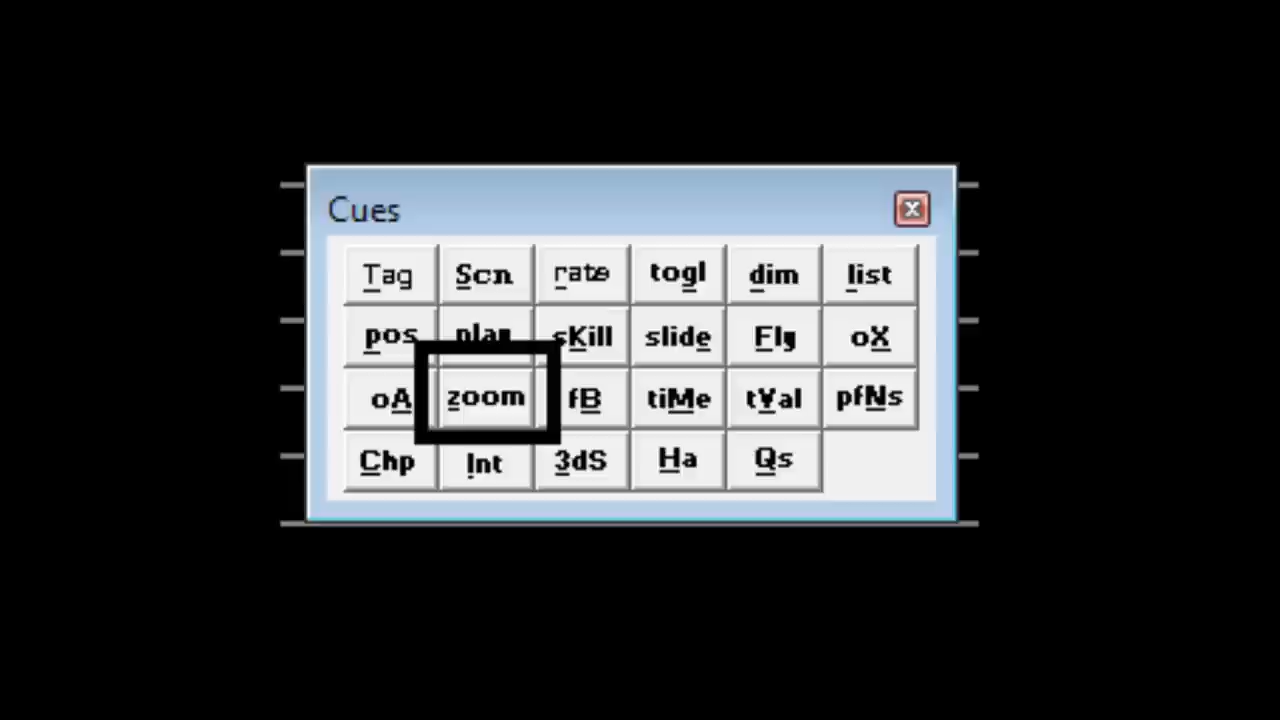 Cues
Tag Scn rate togl dim list
pos play sKill slide Fly oX
oA zoom fB tiMe tVal pfNs
Chp Int 3dS Ha Qs